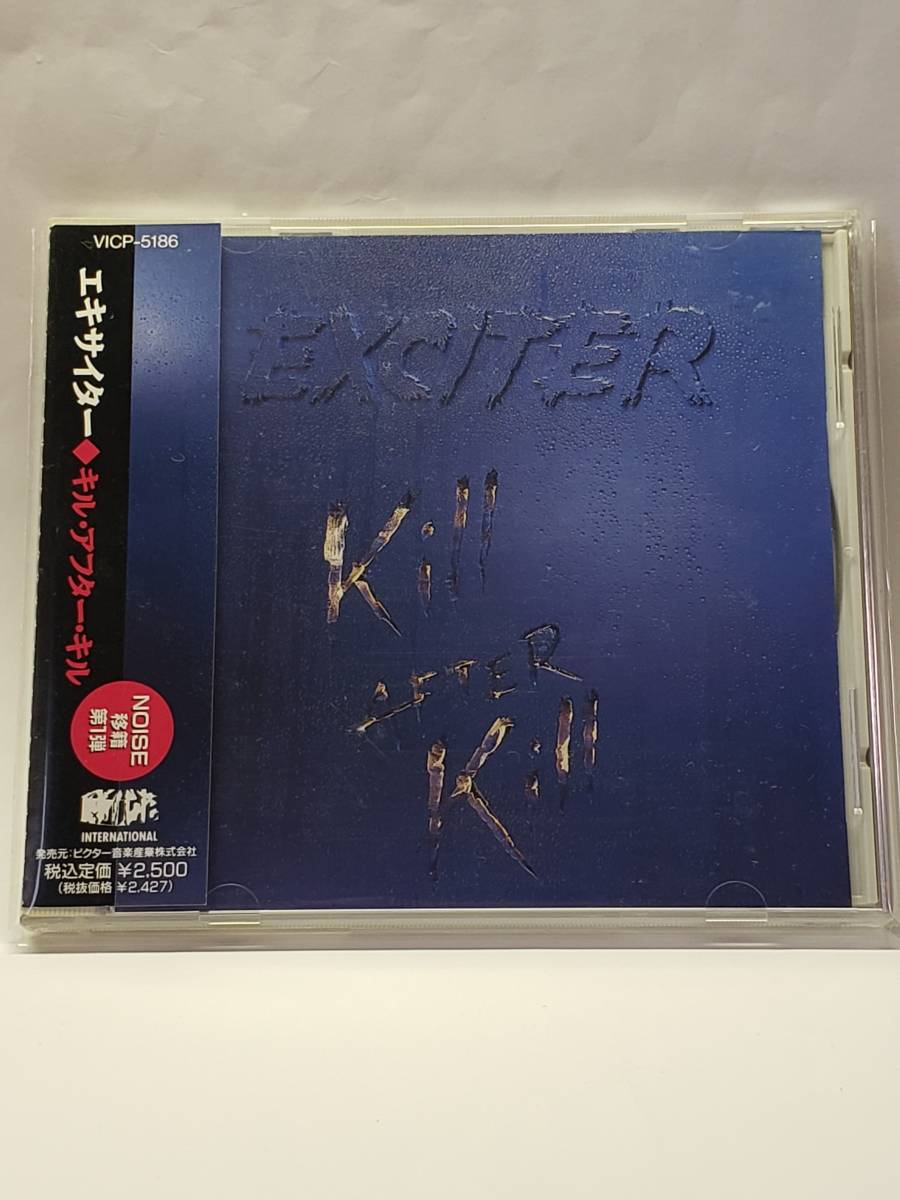 VICP-5186
エキサイター◆キル・アフター・キル
NOISE
移籍
第1弾
INTERNATIONAL
発売元:ビクター音楽産業株式会社
税込定価 ¥2,500
(税抜価格 ¥2,427)
EXCITER
Kill
AFTER
Kill